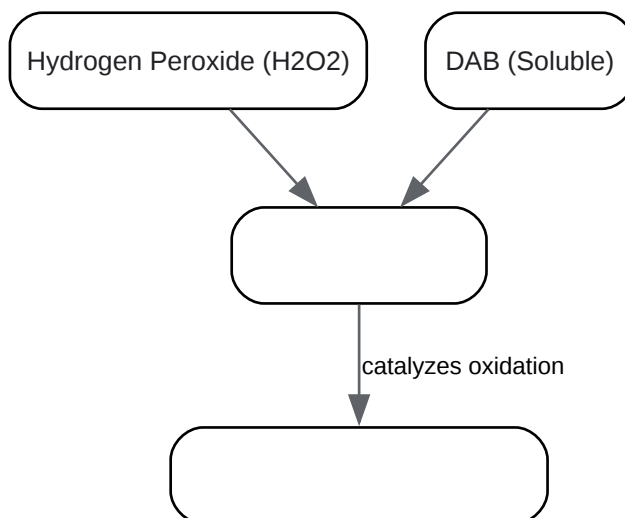 Hydrogen Peroxide (H2O2)
DAB (Soluble)
catalyzes oxidation